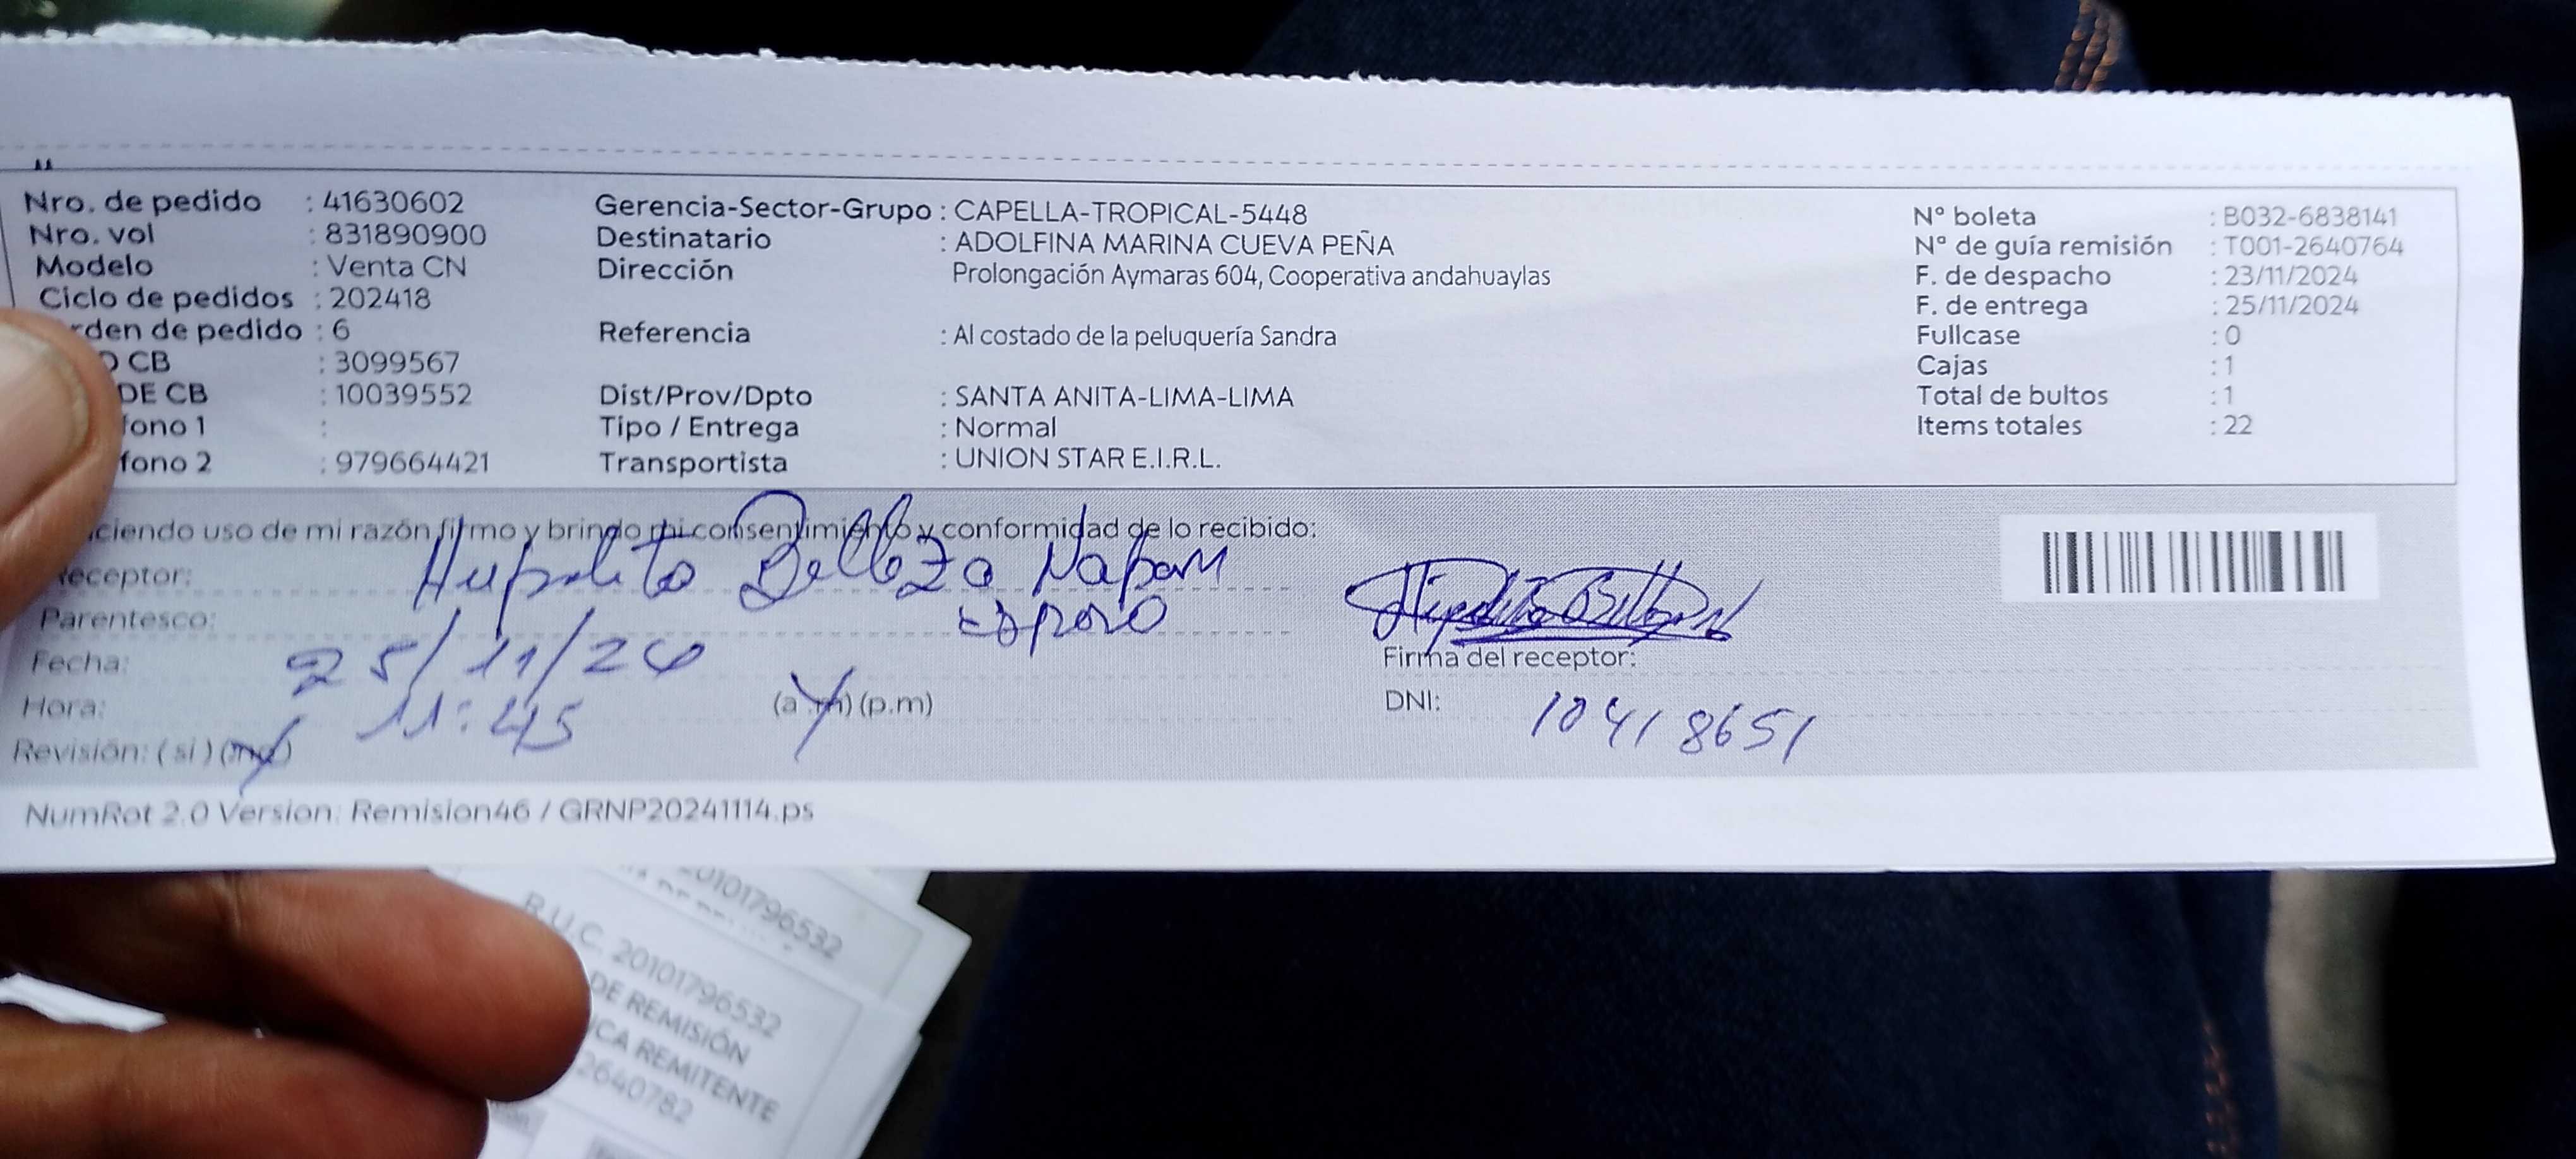 Nro. de pedido : 41630602
Nro. vol : 831890900
Modelo : Venta CN
Ciclo de pedidos : 202418
rden de pedido : 6
O CB : 3099567
DE CB : 10039552
fono 1 :
fono 2 : 979664421
Gerencia-Sector-Grupo : CAPELLA-TROPICAL-5448
Destinatario : ADOLFINA MARINA CUEVA PEÑA
Dirección Prolongación Aymaras 604, Cooperativa andahuaylas
Referencia : Al costado de la peluquería Sandra
Dist/Prov/Dpto : SANTA ANITA-LIMA-LIMA
Tipo / Entrega : Normal
Transportista : UNION STAR E.I.R.L.
N° boleta : B032-6838141
N° de guía remisión : T001-2640764
F. de despacho : 23/11/2024
F. de entrega : 25/11/2024
Fullcase : 0
Cajas : 1
Total de bultos : 1
Items totales : 22
ciendo uso de mi razón firmo y brindo mi consentimiento y conformidad de lo recibido:
Receptor: Hipolito Belleza
Parentesco: Esposo
Fecha: 25/11/24
Hora: 11:45 (a.m) (p.m)
Revisión: (si) (no)
Firma del receptor:
DNI: 10418651
NumRot 2.0 Version: Remision46 / GRNP20241114.ps
20101796532
R.U.C. 20101796532
DE REMISIÓN
ICA REMITENTE
2640782